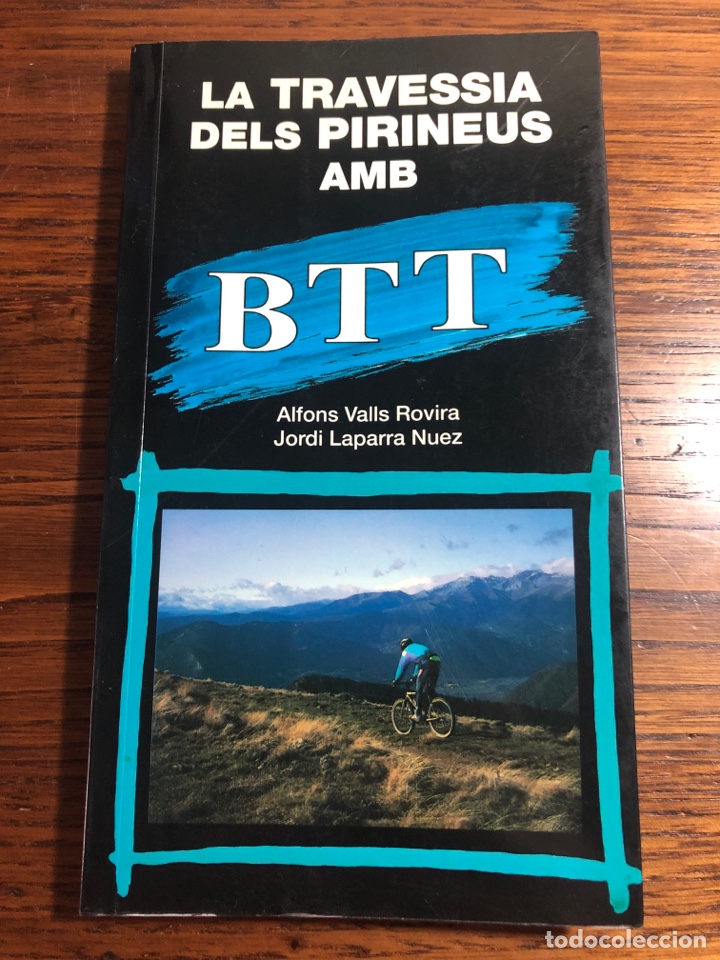 LA TRAVESSIA
DELS PIRINEUS
AMB
BTT
Alfons Valls Rovira
Jordi Laparra Nuez
todocoleccion